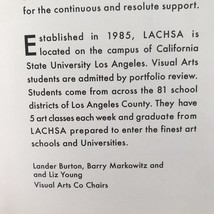 for the continuous and resolute support.
Established in 1985, LACHSA is
located on the campus of California
State University Los Angeles. Visual Arts
students are admitted by portfolio review.
Students come from across the 81 school
districts of Los Angeles County. They have
5 art classes each week and graduate from
LACHSA prepared to enter the finest art
schools and Universities.
Lander Burton, Barry Markowitz and
and Liz Young
Visual Arts Co Chairs